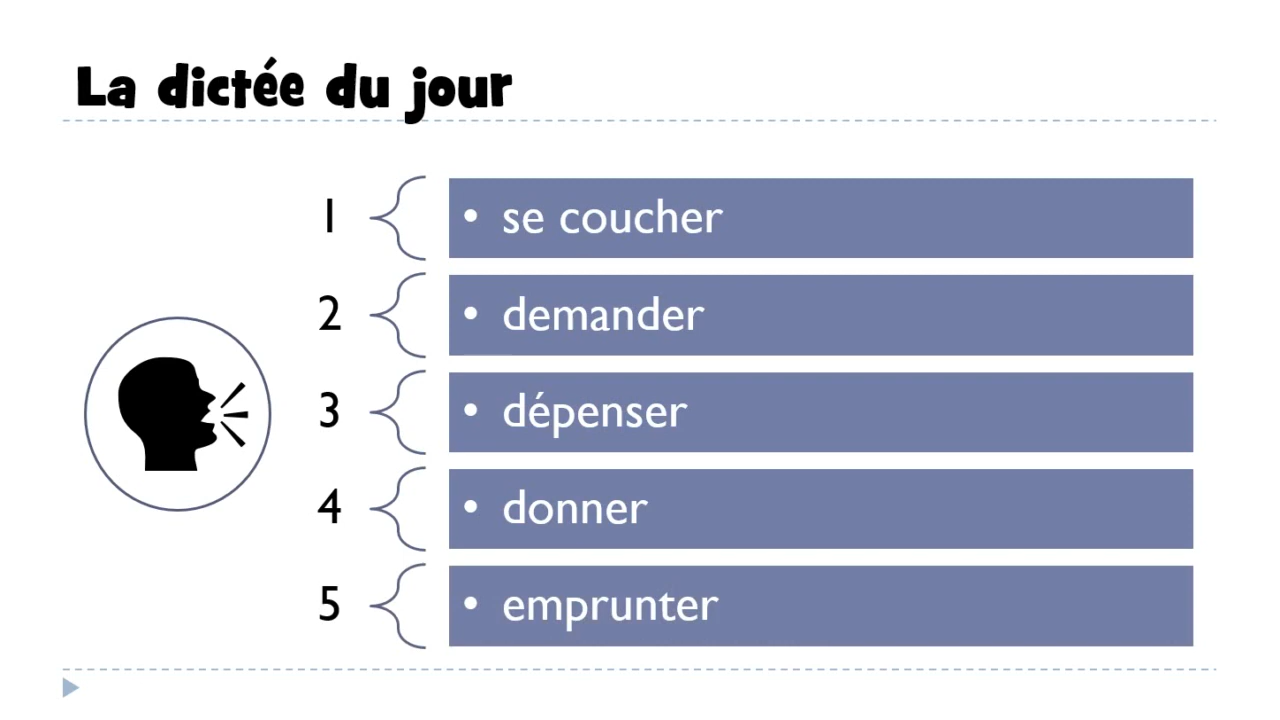 La dictée du jour
1
• se coucher
2
• demander
3
• dépenser
4
• donner
5
• emprunter